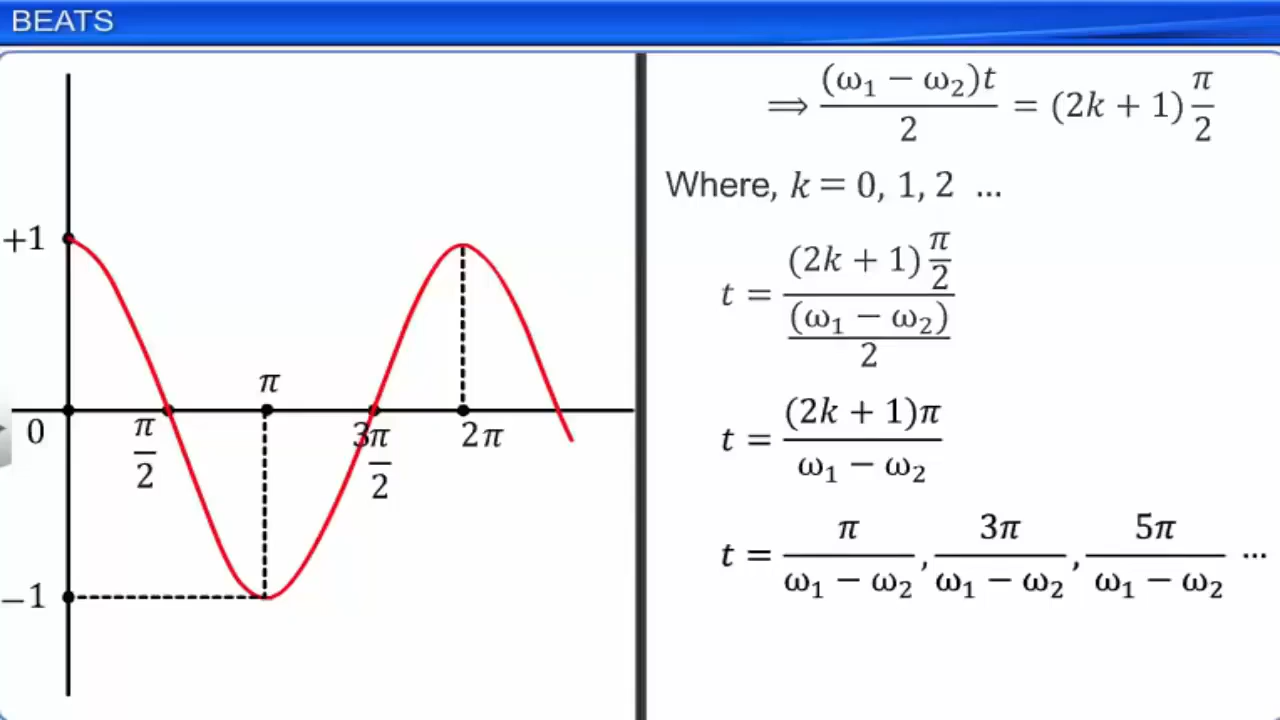 BEATS
+1
π
0
π/2
3π/2
2π
−1
⟹ (ω₁ − ω₂)t/2 = (2k + 1) π/2
Where, k = 0, 1, 2 ...
t = (2k + 1) π/2 / (ω₁ − ω₂)/2
t = (2k + 1)π / ω₁ − ω₂
t = π/ω₁ − ω₂, 3π/ω₁ − ω₂, 5π/ω₁ − ω₂ ...